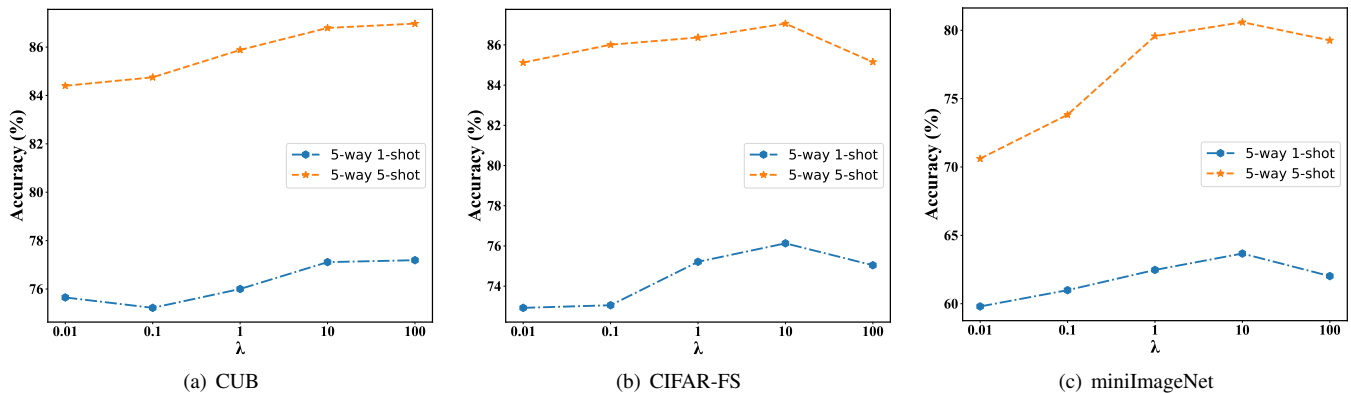 86
84
82
80
78
76
Accuracy (%)
5-way 1-shot
5-way 5-shot
0.01 0.1 1 10 100
λ
(a) CUB
86
84
82
80
78
76
74
Accuracy (%)
5-way 1-shot
5-way 5-shot
0.01 0.1 1 10 100
λ
(b) CIFAR-FS
80
75
70
65
60
Accuracy (%)
5-way 1-shot
5-way 5-shot
0.01 0.1 1 10 100
λ
(c) miniImageNet